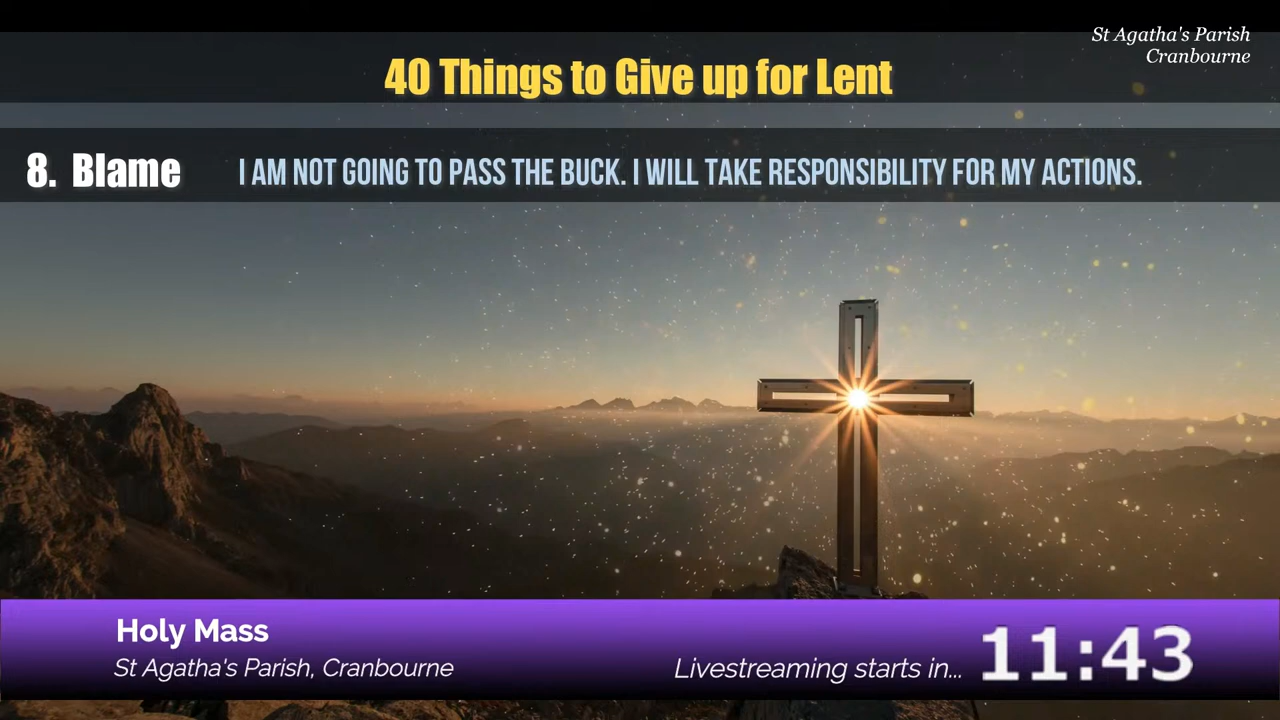 St Agatha's Parish
Cranbourne
40 Things to Give up for Lent
8. Blame I AM NOT GOING TO PASS THE BUCK. I WILL TAKE RESPONSIBILITY FOR MY ACTIONS.
Holy Mass
St Agatha's Parish, Cranbourne
Livestreaming starts in... 11:43